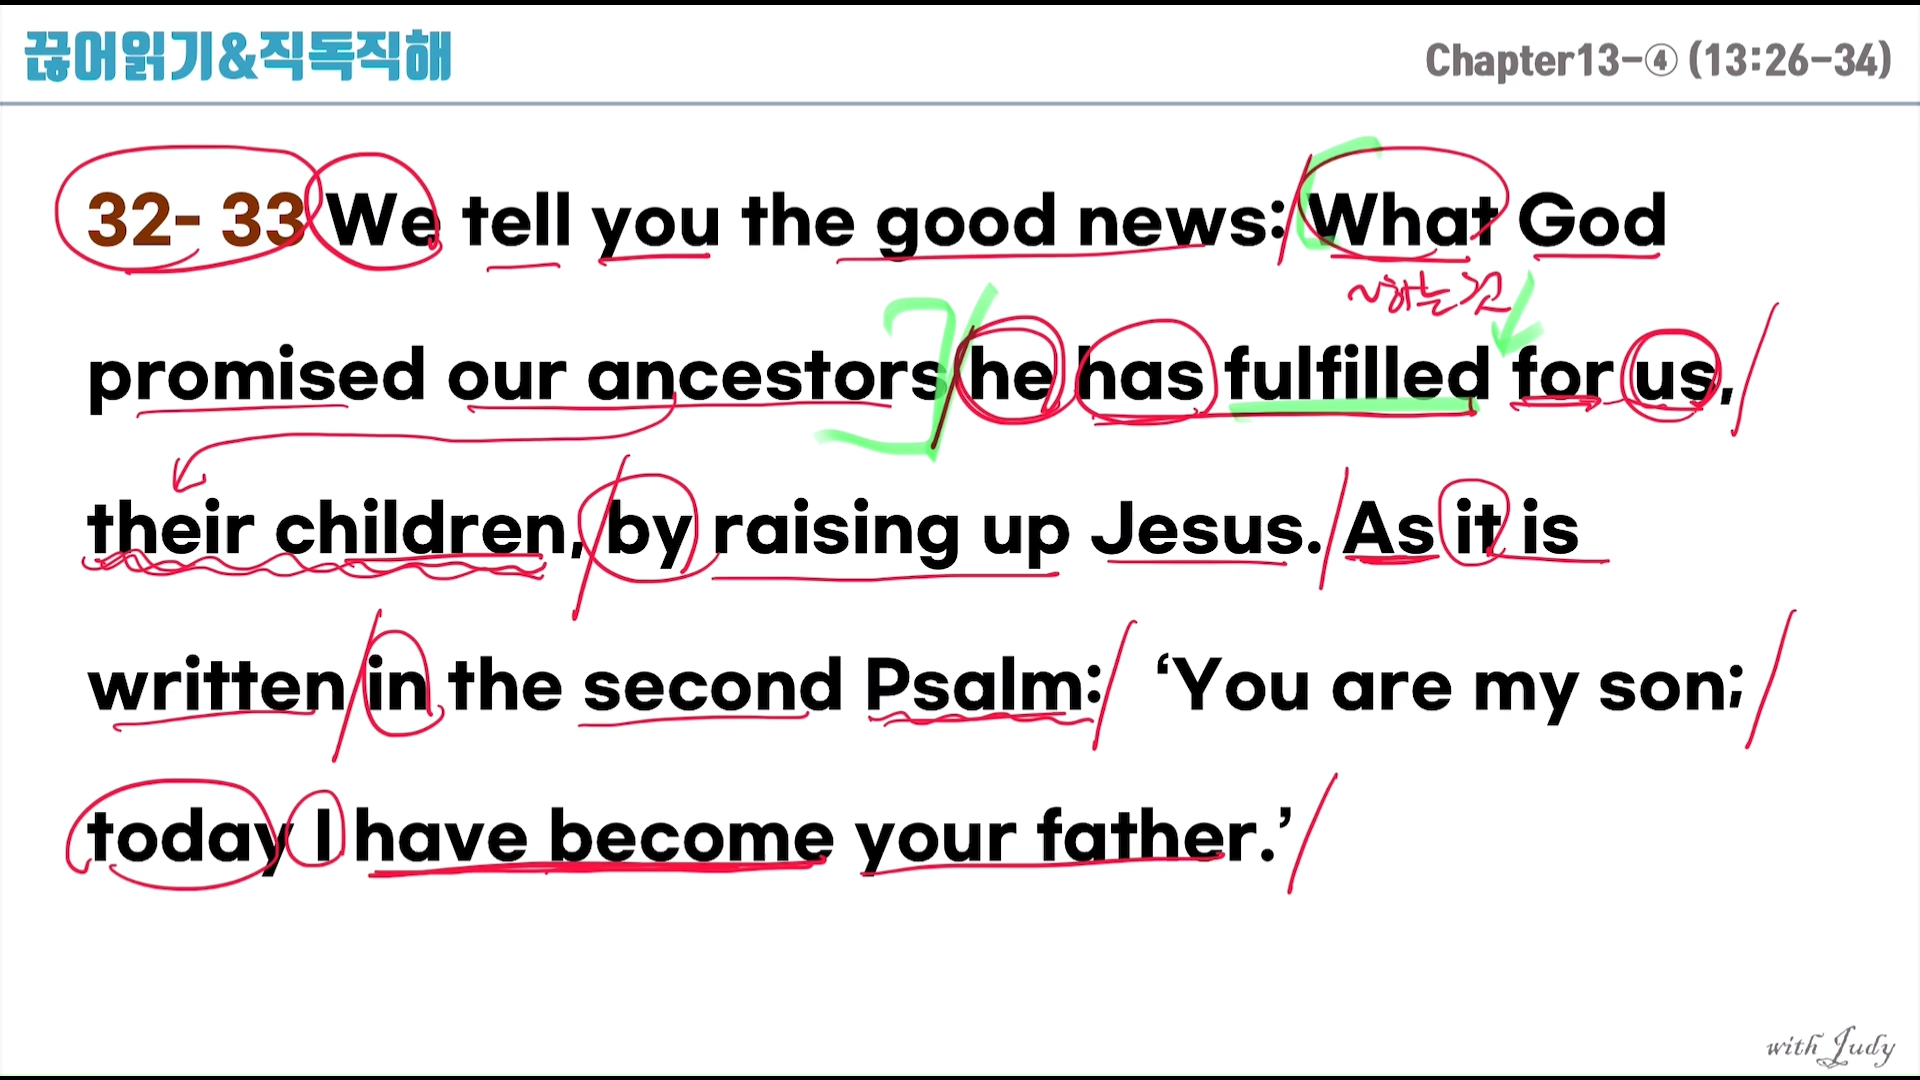 끊어읽기&직독직해
Chapter13-④ (13:26-34)
32- 33 We tell you the good news: What God
~하는 것
promised our ancestors he has fulfilled for us,
their children, by raising up Jesus. As it is
written in the second Psalm: ‘You are my son;
today I have become your father.’
with Judy